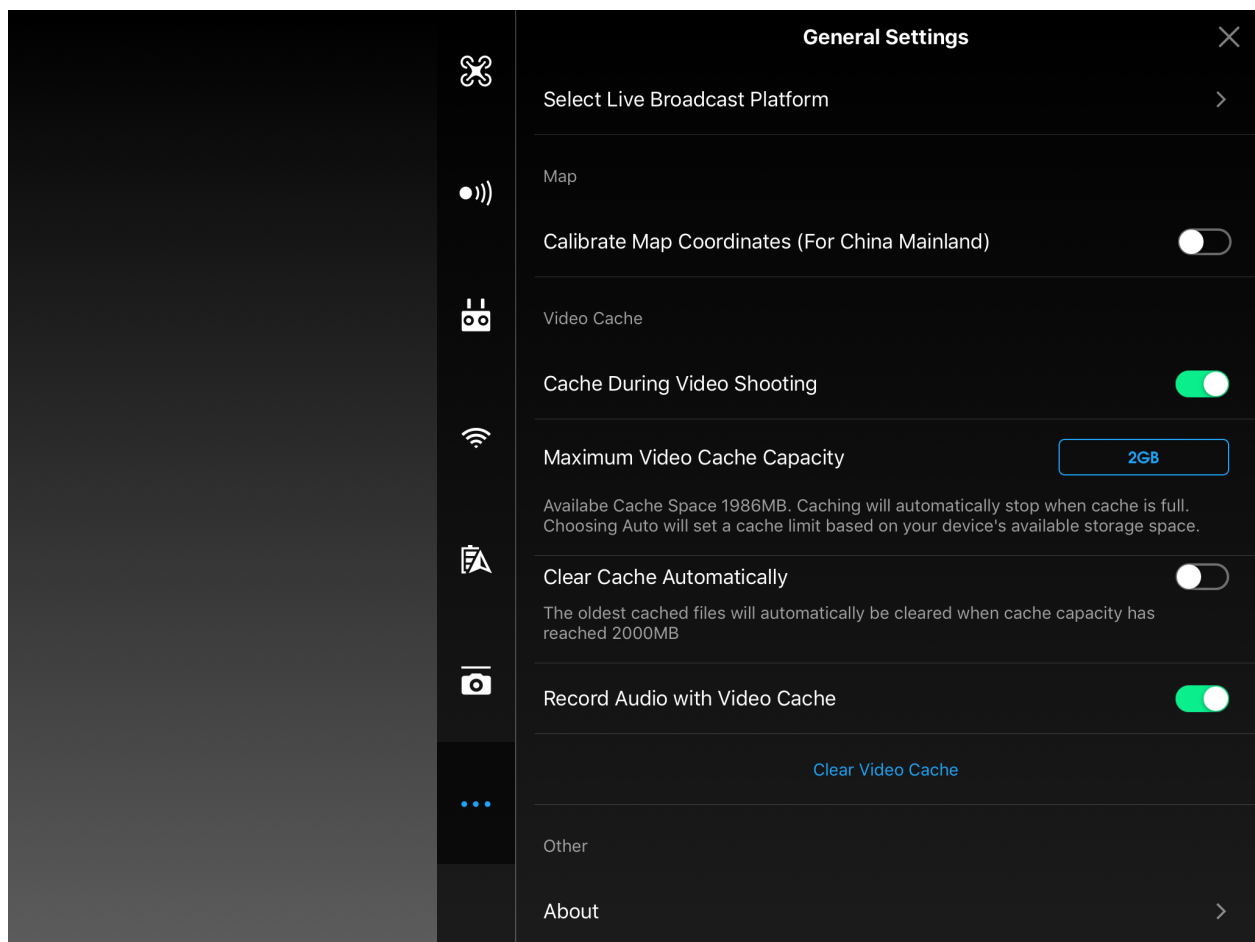 General Settings
Select Live Broadcast Platform
Map
Calibrate Map Coordinates (For China Mainland)
Video Cache
Cache During Video Shooting
Maximum Video Cache Capacity
2GB
Availabe Cache Space 1986MB. Caching will automatically stop when cache is full.
Choosing Auto will set a cache limit based on your device's available storage space.
Clear Cache Automatically
The oldest cached files will automatically be cleared when cache capacity has
reached 2000MB
Record Audio with Video Cache
Clear Video Cache
Other
About